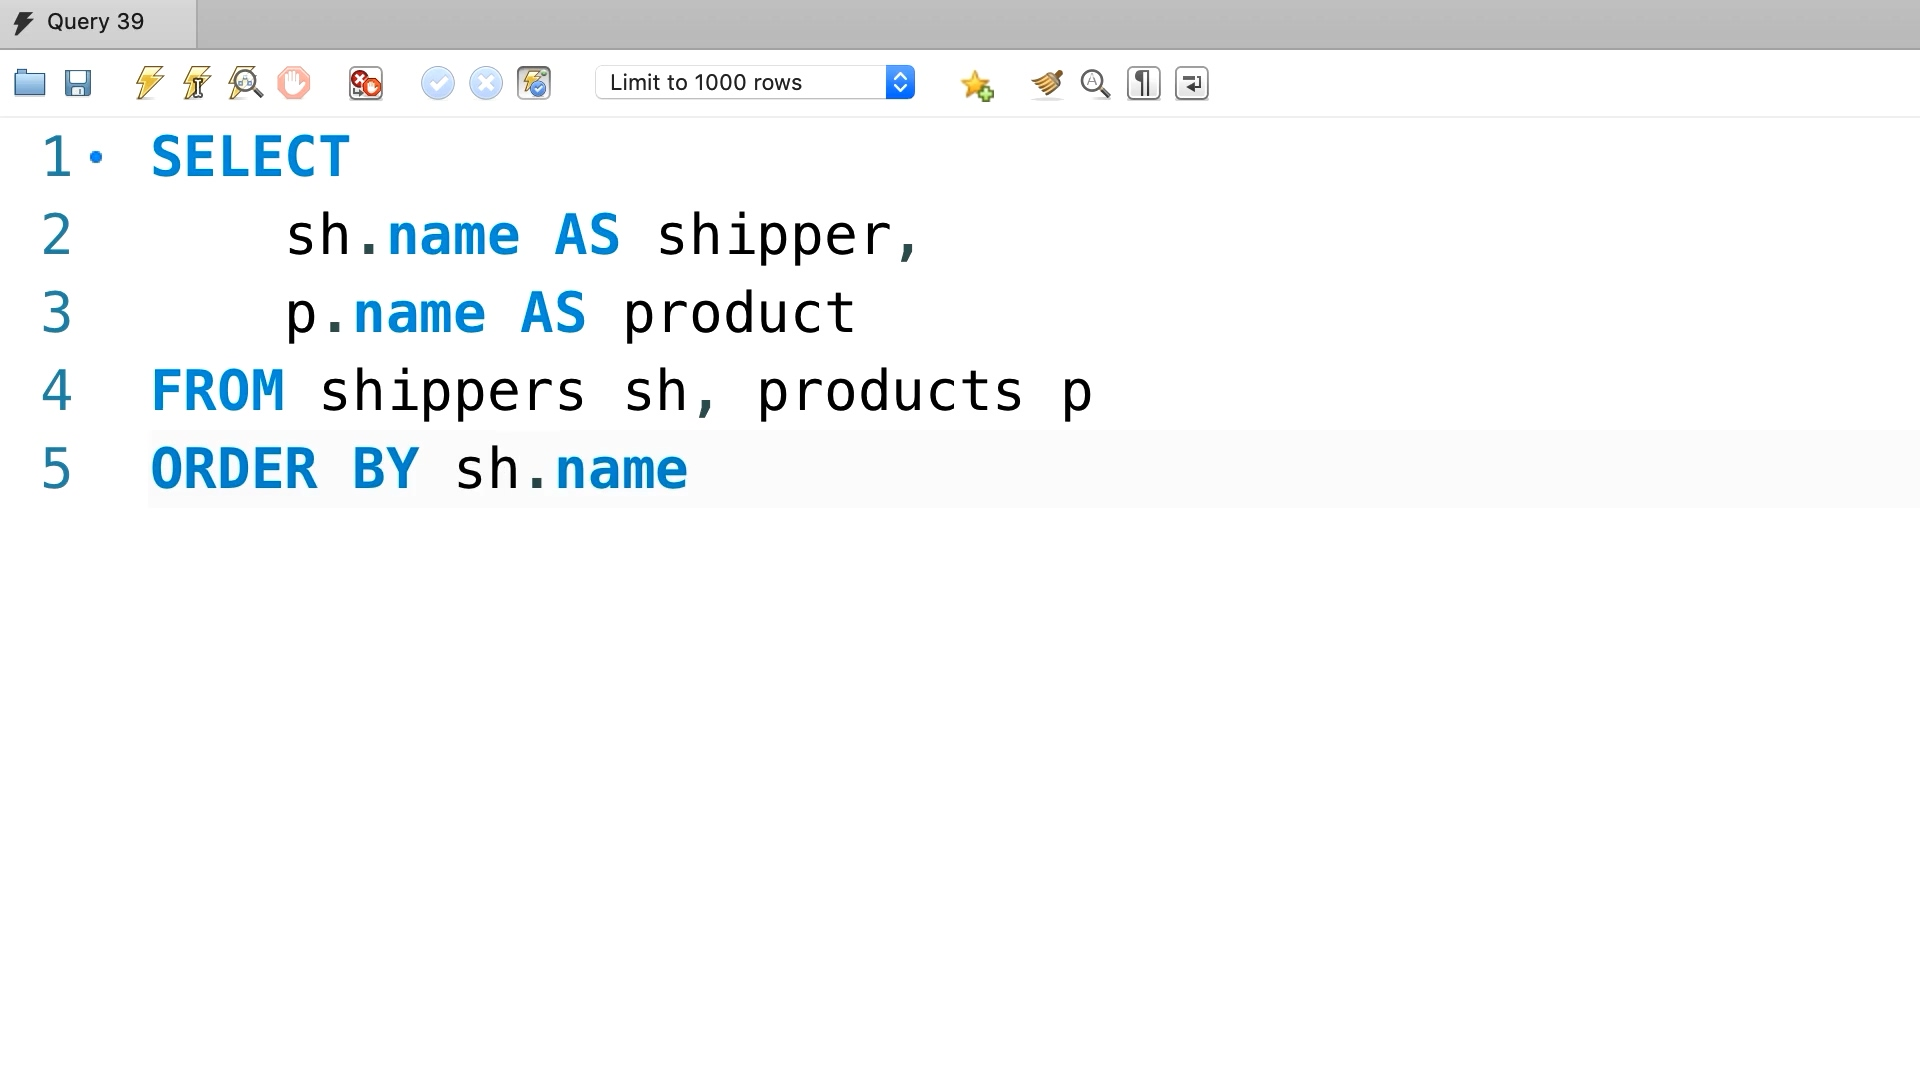 Query 39
Limit to 1000 rows
1 SELECT
2 sh.name AS shipper,
3 p.name AS product
4 FROM shippers sh, products p
5 ORDER BY sh.name